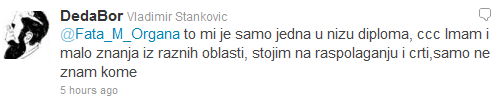 DedaBor Vladimir Stankovic
@Fata_M_Organa to mi je samo jedna u nizu diploma, ccc Imam i
malo znanja iz raznih oblasti, stojim na raspolaganju i crti,samo ne
znam kome
5 hours ago